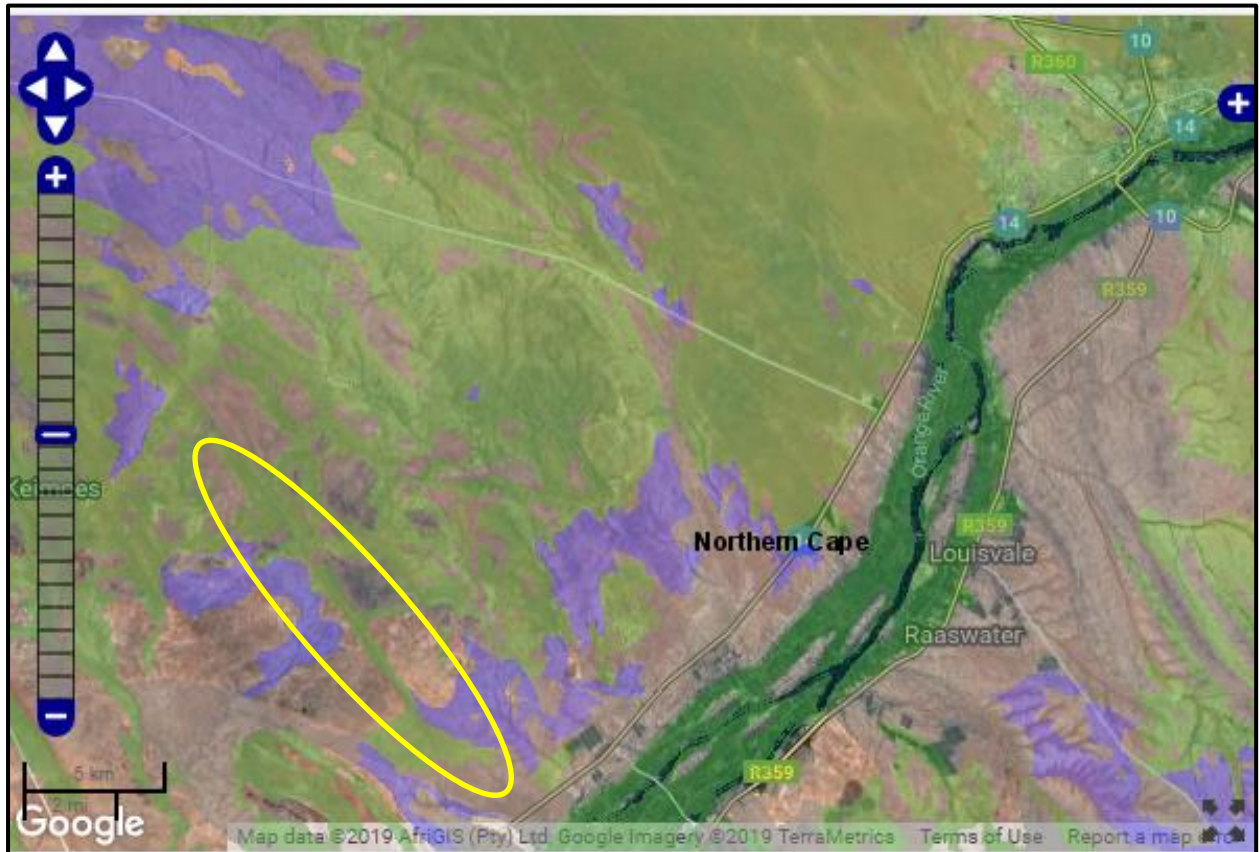 10
R360
14
14
10
R359
Orange River
Keimoes
Northern Cape
R359
Louisvale
Raaswater
R359
5 km
2 mi
Google
Map data ©2019 AfriGIS (Pty) Ltd, Google Imagery ©2019 TerraMetrics
Terms of Use
Report a map error